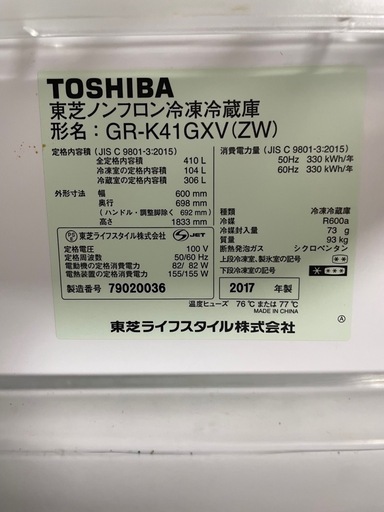 TOSHIBA
東芝ノンフロン冷凍冷蔵庫
形名：GR-K41GXV(ZW)
定格内容積 (JIS C 9801-3:2015)
全定格内容積 410 L
冷凍室の定格内容積 104 L
冷蔵室の定格内容積 306 L
外形寸法 幅 600 mm
奥行 698 mm
(ハンドル・調整脚除く 692 mm)
高さ 1833 mm
東芝ライフスタイル株式会社 JET
定格電圧 100 V
定格周波数 50/60 Hz
電動機の定格消費電力 82/ 82 W
電熱装置の定格消費電力 155/155 W
製造番号 79020036
消費電力量 (JIS C 9801-3:2015)
50Hz 330 kWh/年
60Hz 330 kWh/年
種類 冷凍冷蔵庫
冷媒 R600a
冷媒封入量 73 g
質量 93 kg
断熱発泡ガス シクロペンタン
上段冷凍室、製氷室の記号
下段冷凍室の記号
2017 年製
温度ヒューズ 76℃または77℃
MADE IN CHINA
東芝ライフスタイル株式会社
Ⓐ